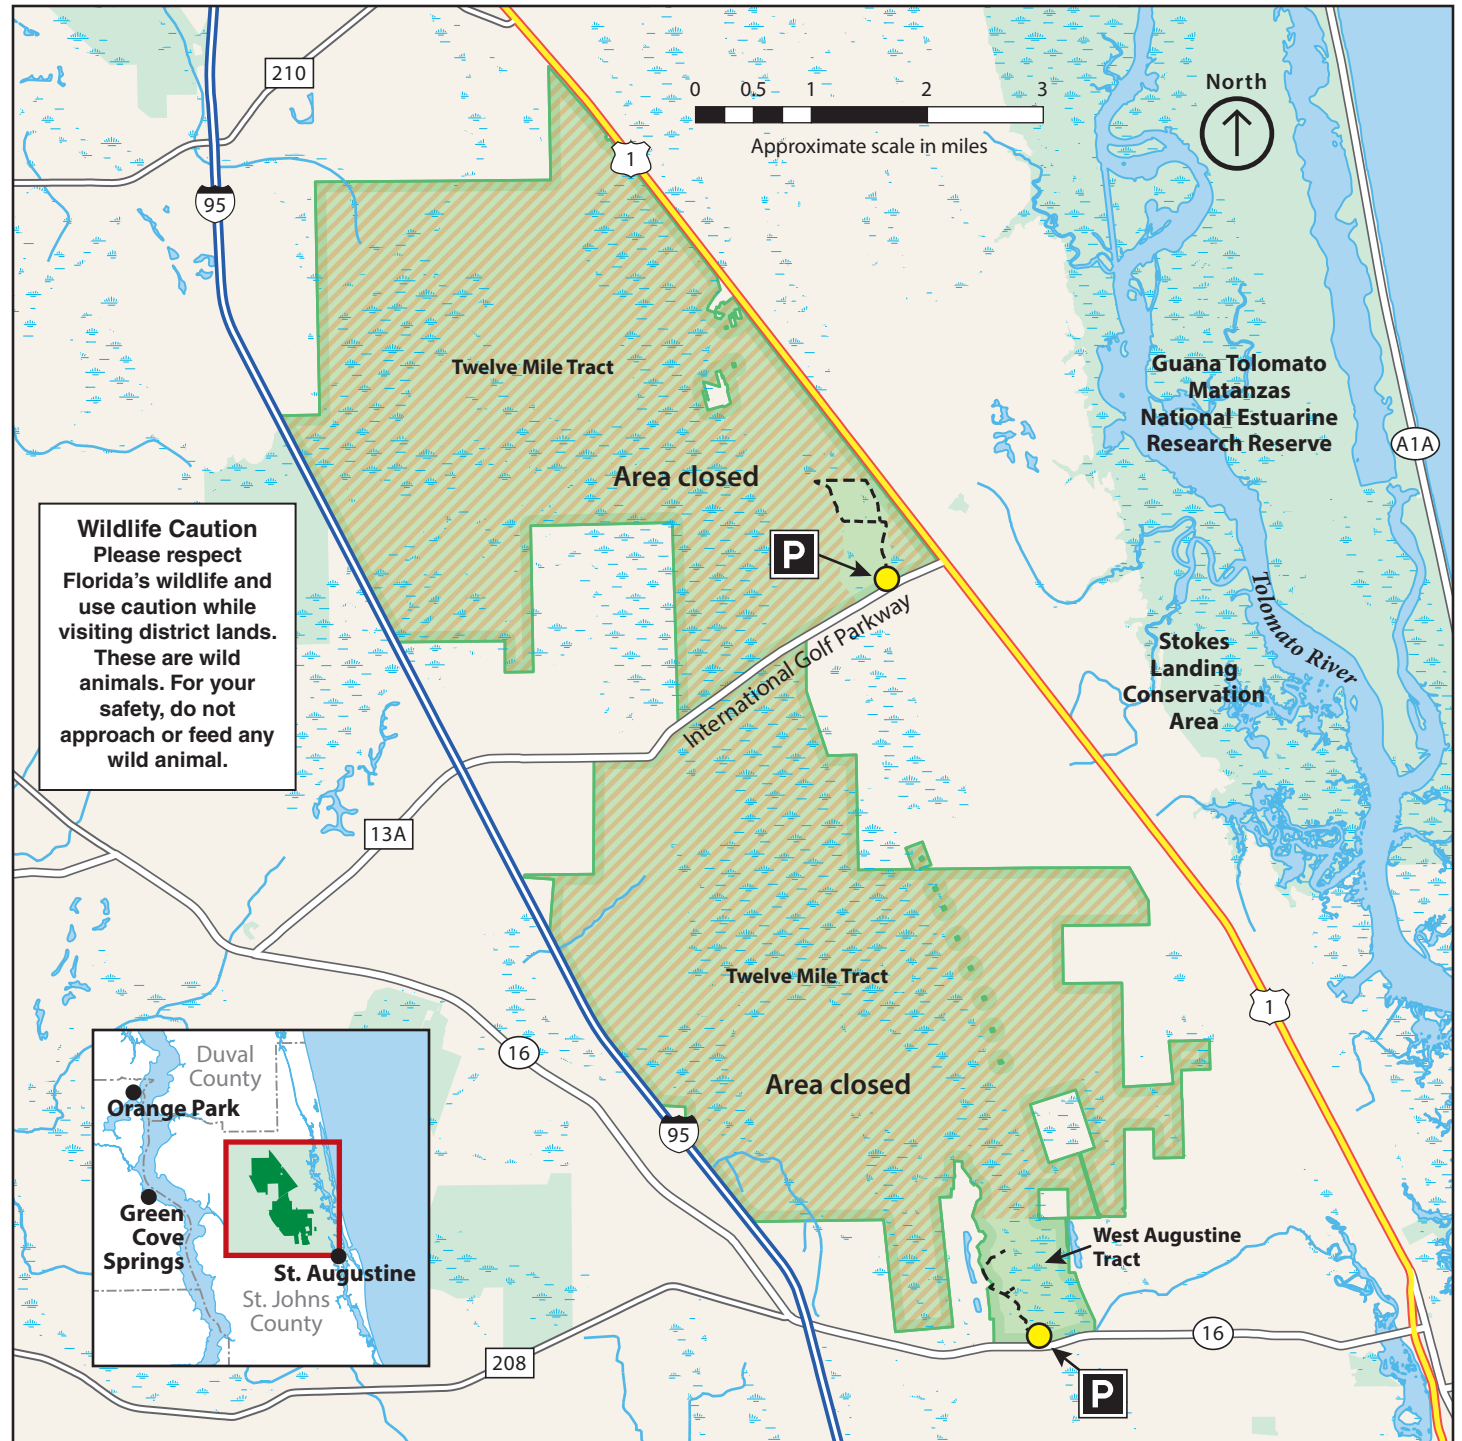 210
0 0.5 1 2 3
Approximate scale in miles
North
1
95
Twelve Mile Tract
Guana Tolomato
Matanzas
National Estuarine
Research Reserve
A1A
Area closed
P
Wildlife Caution
Please respect
Florida's wildlife and
use caution while
visiting district lands.
These are wild
animals. For your
safety, do not
approach or feed any
wild animal.
International Golf Parkway
Tolomato River
Stokes
Landing
Conservation
Area
13A
Twelve Mile Tract
1
16
Area closed
95
Duval
County
Orange Park
Green
Cove
Springs
St. Augustine
St. Johns
County
West Augustine
Tract
16
208
P